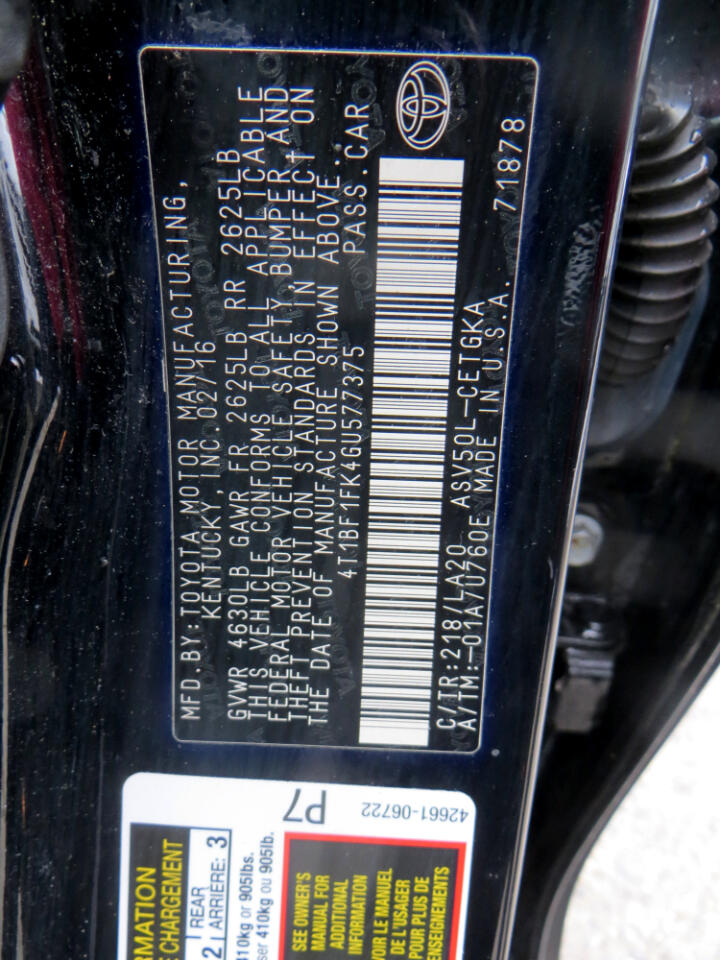 MFD.BY:TOYOTA MOTOR MANUFACTURING,
KENTUCKY, INC.02/16
GVWR 4630LB GAWR FR 2625LB RR 2625LB
THIS VEHICLE CONFORMS TO ALL APPLICABLE
FEDERAL MOTOR VEHICLE SAFETY,BUMPER,AND
THEFT PREVENTION STANDARDS IN EFFECT ON
THE DATE OF MANUFACTURE SHOWN ABOVE.
4T1BF1FK4GU577375 PASS.CAR
C/TR:218/LA20 ASV50L-CETGKA
A/TM:-01A/U760E MADE IN U.S.A. 71878
RMATION
E CHARGEMENT
2 REAR
ARRIERE: 3
410kg or 905lbs.
ser 410kg ou 905lb.
P7
42661-06722
SEE OWNER'S
MANUAL FOR
INFORMATION
VOIR LE MANUEL
DE L'USAGER
POUR PLUS DE
SEIGNEMENTS